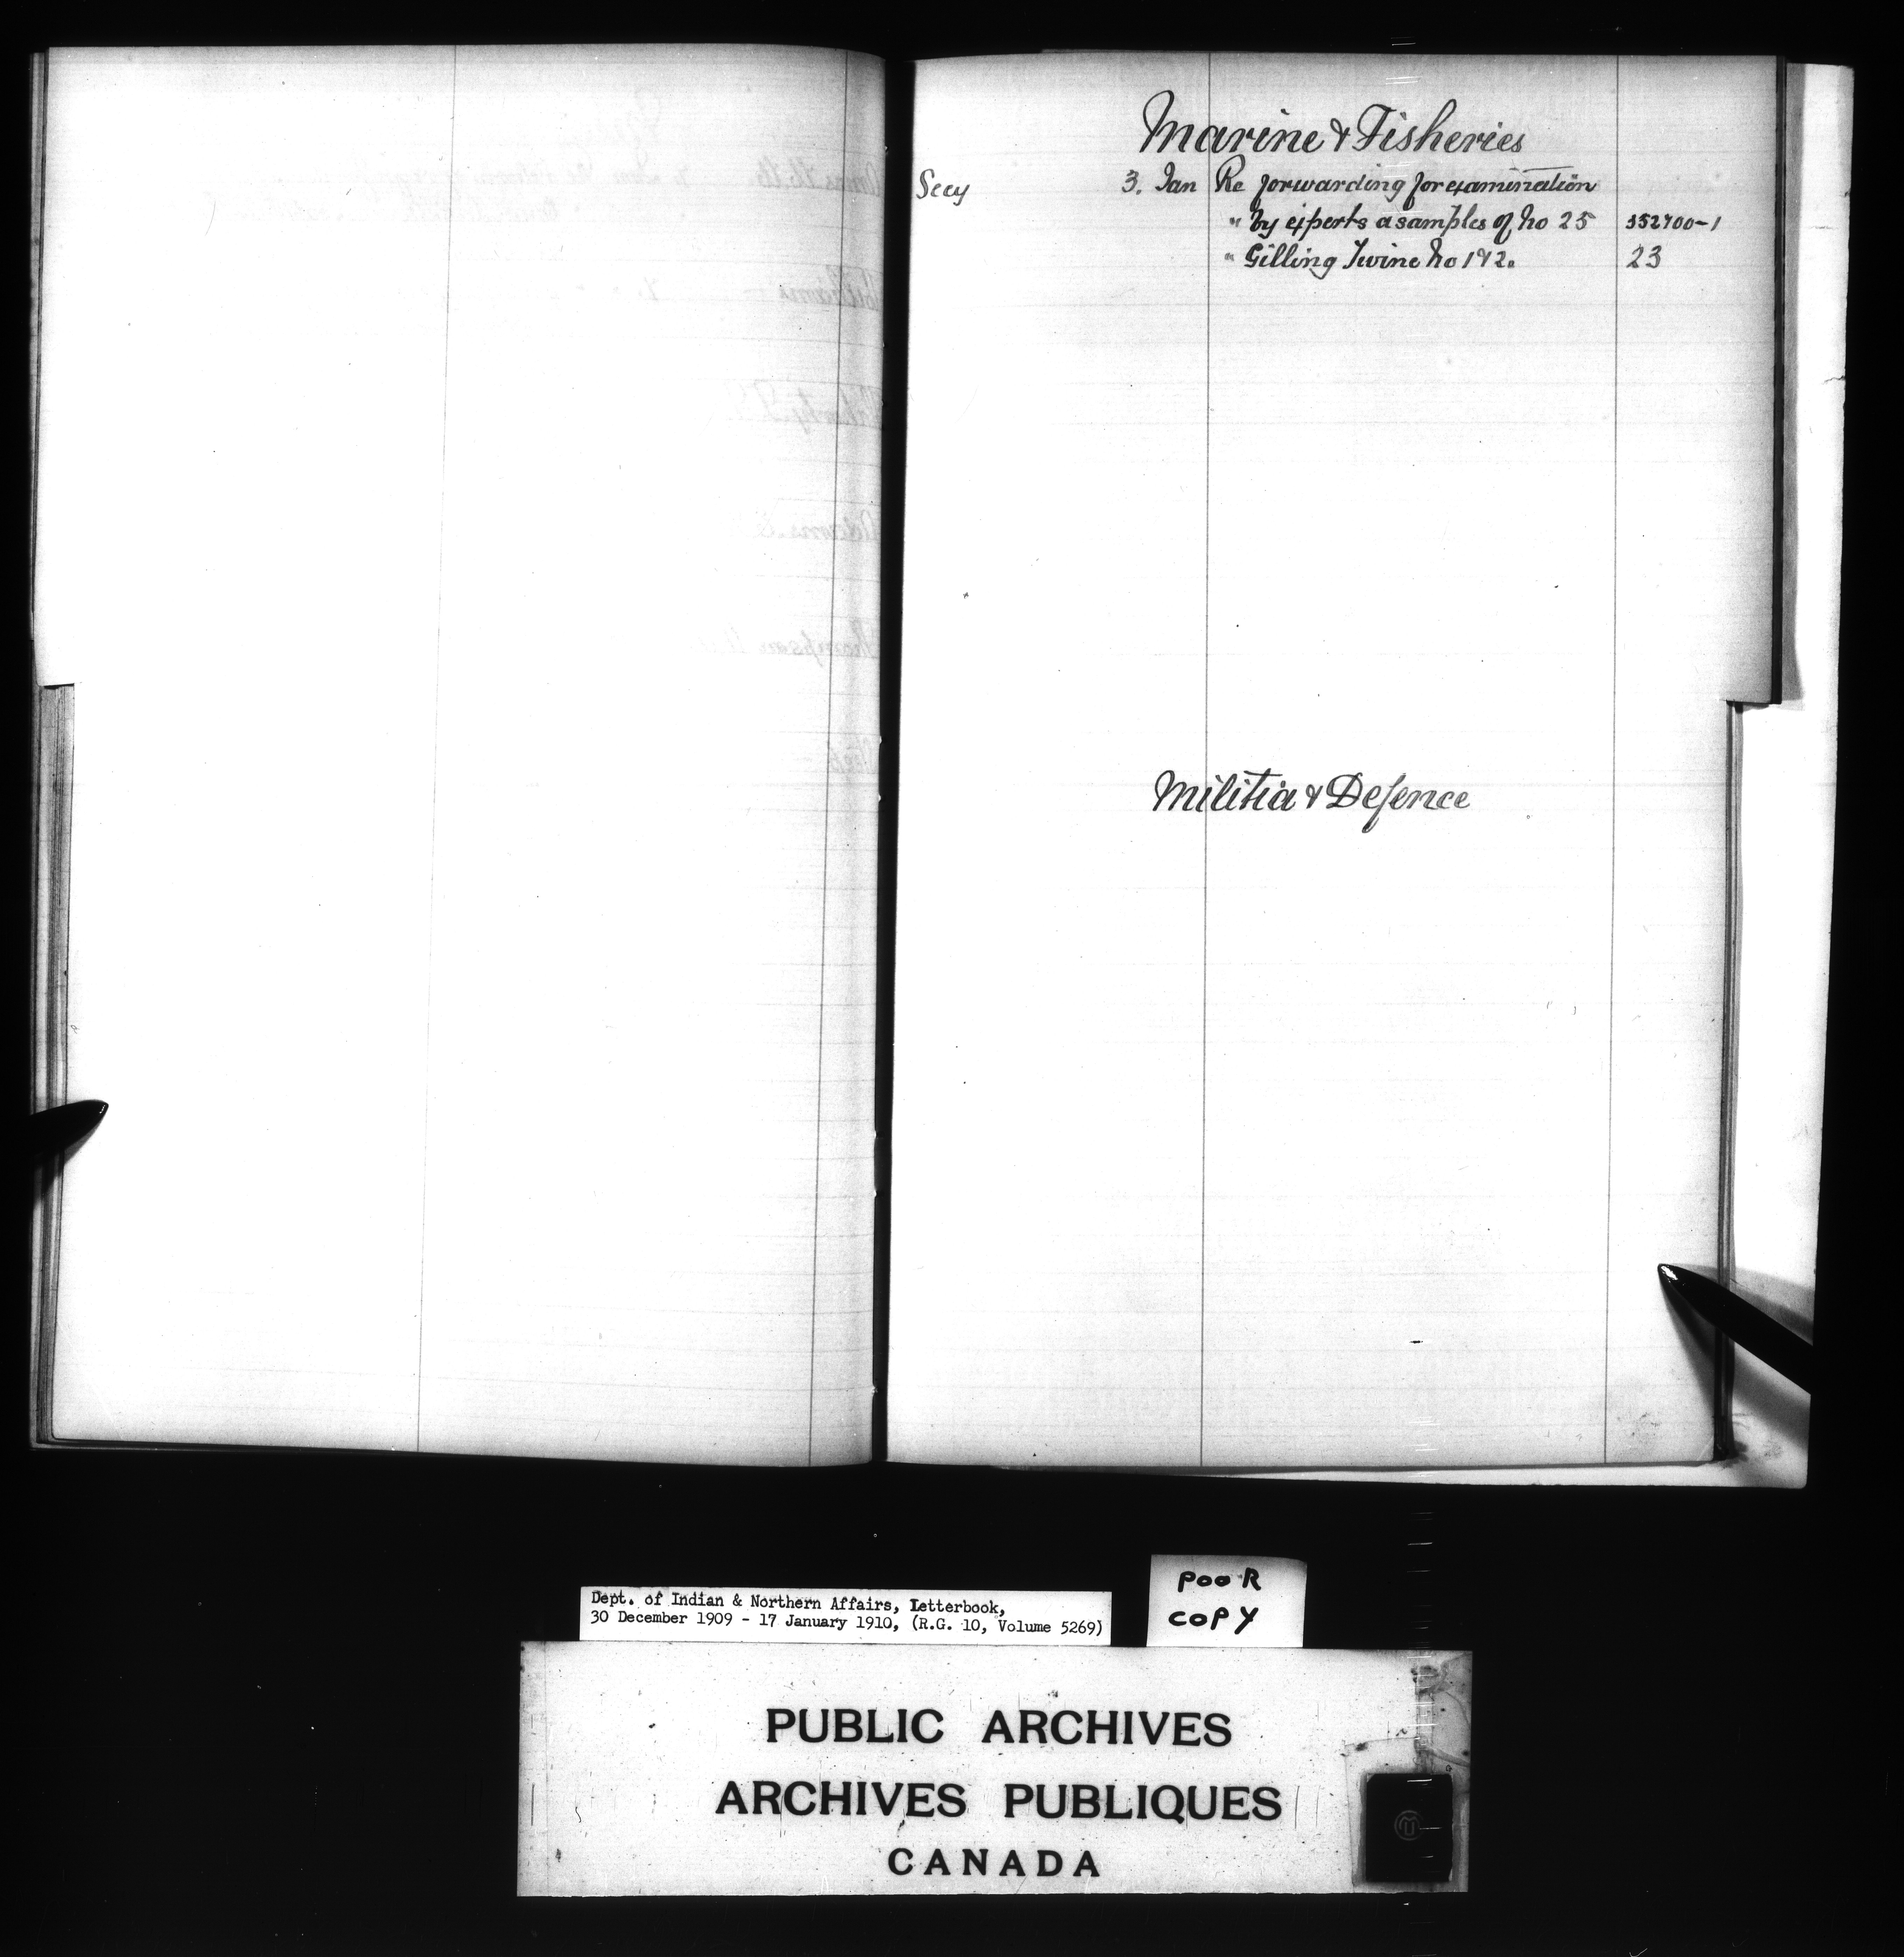 Marine & Fisheries
Secy 3. Jan Re forwarding for examination
" by experts a samples of No 25 352700-1
" Gilling Twine No 192. 23
Militia & Defence
Dept. of Indian & Northern Affairs, Letterbook,
30 December 1909 - 17 January 1910, (R.G. 10, Volume 5269)
POOR
COPY
PUBLIC ARCHIVES
ARCHIVES PUBLIQUES
CANADA